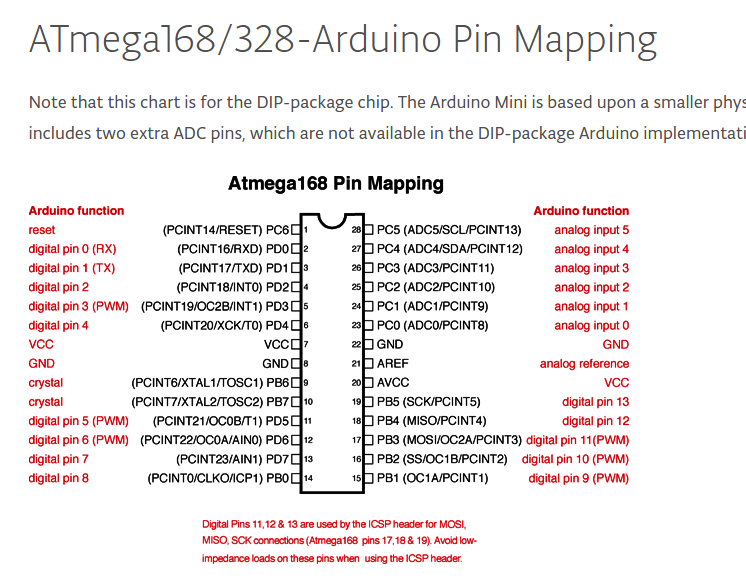 ATmega168/328-Arduino Pin Mapping
Note that this chart is for the DIP-package chip. The Arduino Mini is based upon a smaller
includes two extra ADC pins, which are not available in the DIP-package Arduino
Atmega168 Pin Mapping
Arduino function Arduino function
reset (PCINT14/RESET) PC6 1 28 PC5 (ADC5/SCL/PCINT13) analog input 5
digital pin 0 (RX) (PCINT16/RXD) PD0 2 27 PC4 (ADC4/SDA/PCINT12) analog input 4
digital pin 1 (TX) (PCINT17/TXD) PD1 3 26 PC3 (ADC3/PCINT11) analog input 3
digital pin 2 (PCINT18/INT0) PD2 4 25 PC2 (ADC2/PCINT10) analog input 2
digital pin 3 (PWM) (PCINT19/OC2B/INT1) PD3 5 24 PC1 (ADC1/PCINT9) analog input 1
digital pin 4 (PCINT20/XCK/T0) PD4 6 23 PC0 (ADC0/PCINT8) analog input 0
VCC VCC 7 22 GND GND
GND GND 8 21 AREF analog reference
crystal (PCINT6/XTAL1/TOSC1) PB6 9 20 AVCC VCC
crystal (PCINT7/XTAL2/TOSC2) PB7 10 19 PB5 (SCK/PCINT5) digital pin 13
digital pin 5 (PWM) (PCINT21/OC0B/T1) PD5 11 18 PB4 (MISO/PCINT4) digital pin 12
digital pin 6 (PWM) (PCINT22/OC0A/AIN0) PD6 12 17 PB3 (MOSI/OC2A/PCINT3) digital pin 11(PWM)
digital pin 7 (PCINT23/AIN1) PD7 13 16 PB2 (SS/OC1B/PCINT2) digital pin 10 (PWM)
digital pin 8 (PCINT0/CLKO/ICP1) PB0 14 15 PB1 (OC1A/PCINT1) digital pin 9 (PWM)
Digital Pins 11,12 & 13 are used by the ICSP header for MOSI,
MISO, SCK connections (Atmega168 pins 17,18 & 19). Avoid low-
impedance loads on these pins when using the ICSP header.